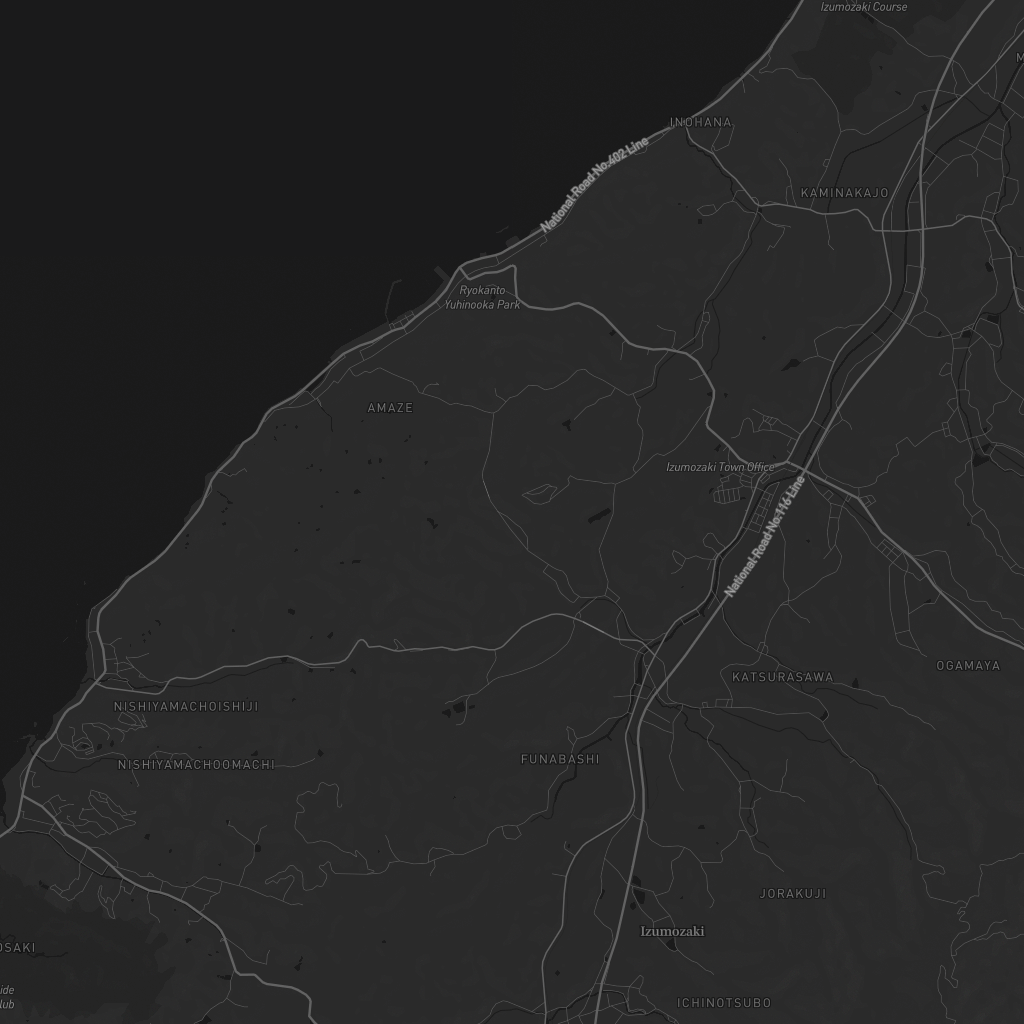 Izumozaki Course
INOHANA
National Road No.402 Line
KAMINAKAJO
Ryokanto
Yuhinooka Park
AMAZE
Izumozaki Town Office
National Road No.116 Line
OGAMAYA
KATSURASAWA
NISHIYAMACHOISHIJI
FUNABASHI
NISHIYAMACHOOMACHI
JORAKUJI
Izumozaki
OSAKI
ide
lub
ICHINOTSUBO